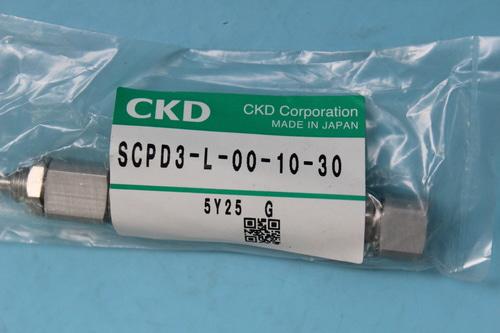 CKD
CKD Corporation
MADE IN JAPAN
SCPD3-L-00-10-30
5Y25 G